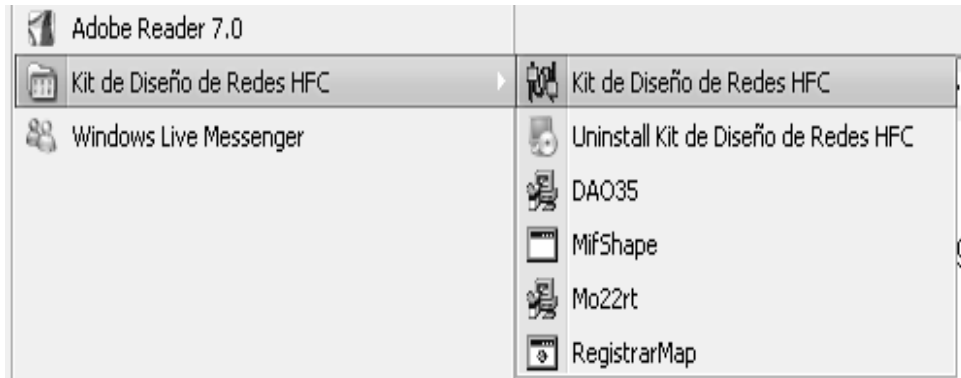 Adobe Reader 7.0
Kit de Diseño de Redes HFC
Windows Live Messenger
Kit de Diseño de Redes HFC
Uninstall Kit de Diseño de Redes HFC
DAO35
MifShape
Mo22rt
RegistrarMap